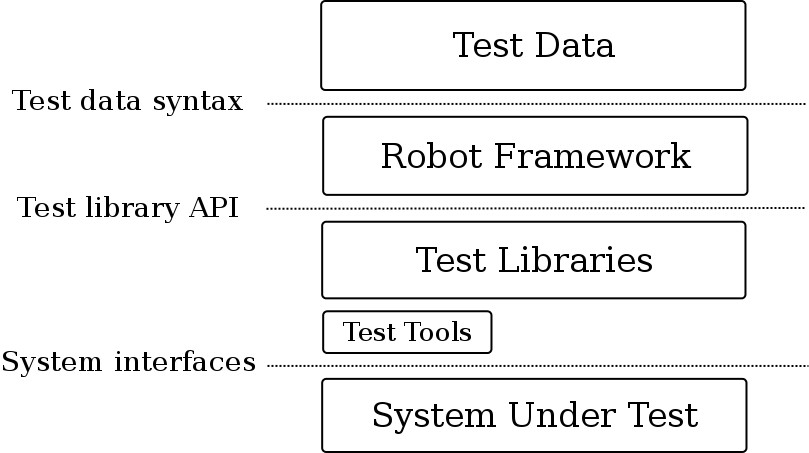 Test Data
Test data syntax
Robot Framework
Test library API
Test Libraries
Test Tools
System interfaces
System Under Test